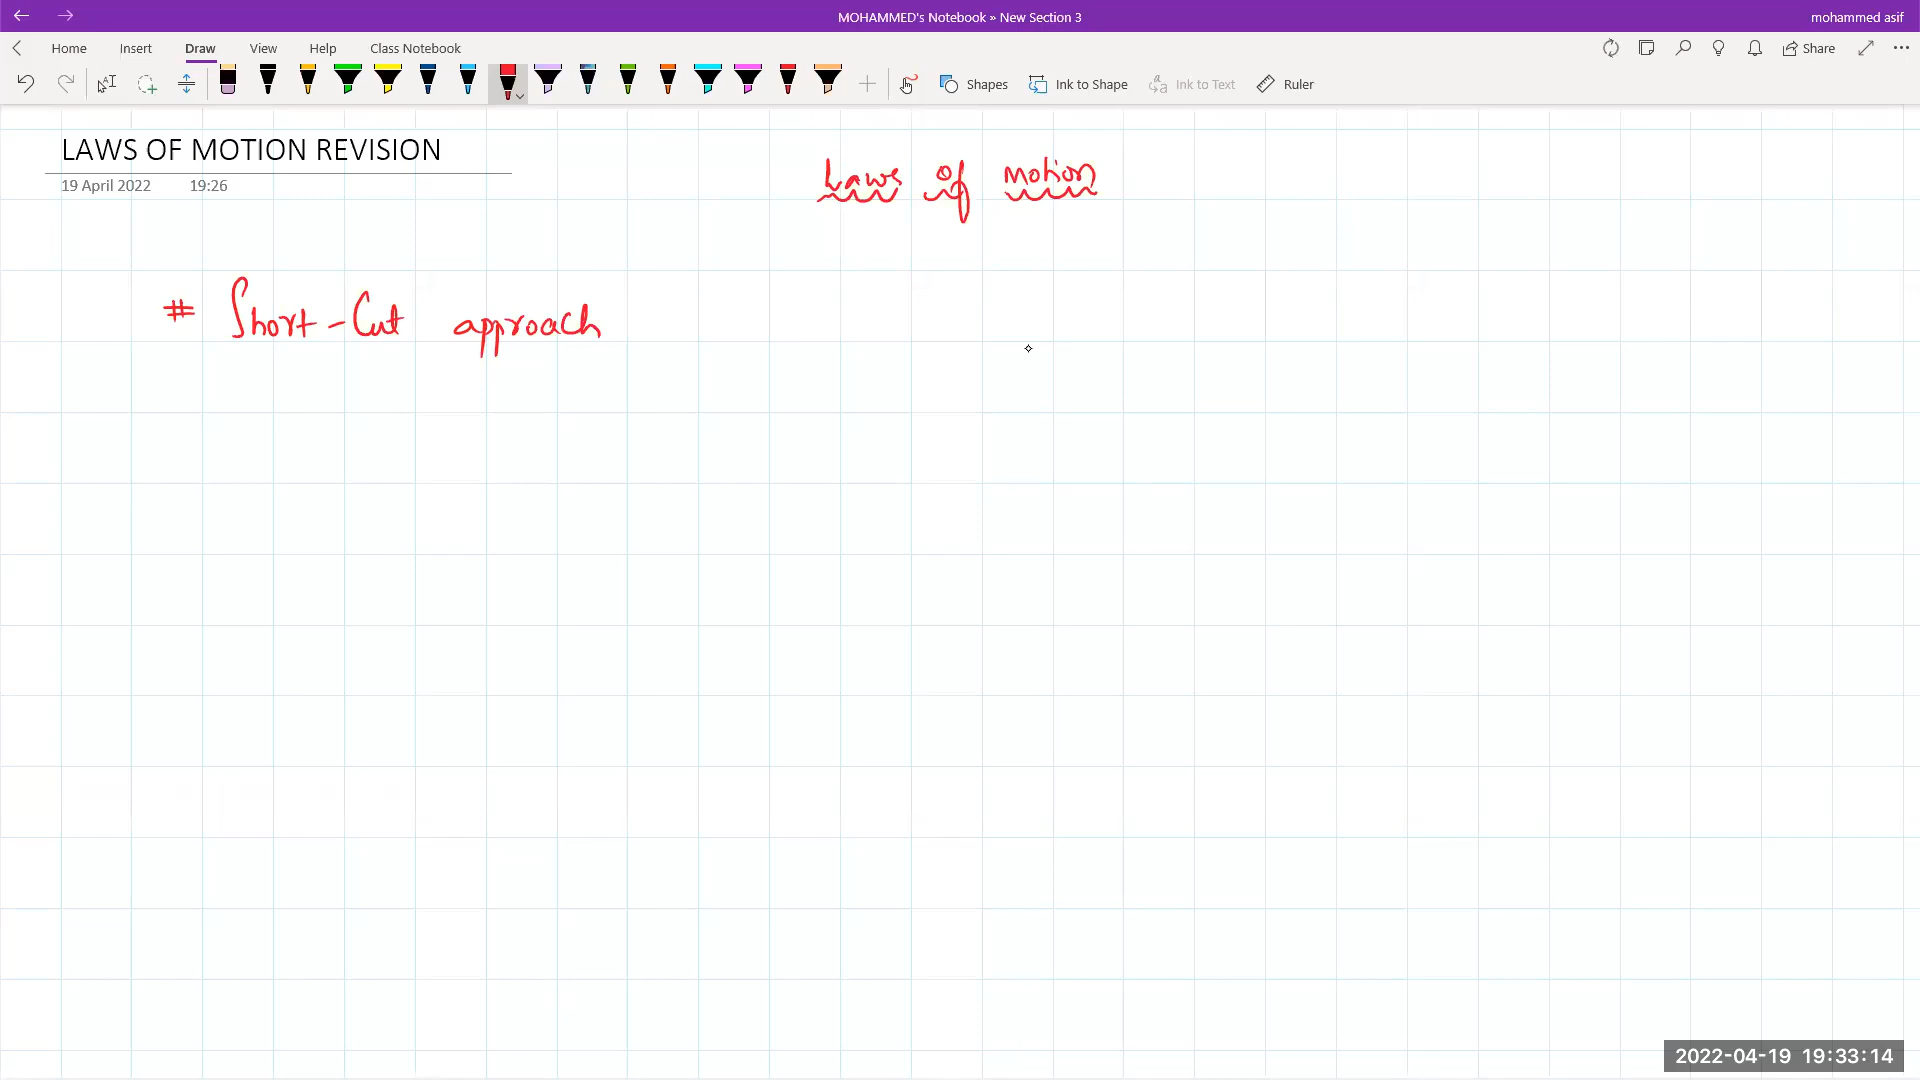 MOHAMMED's Notebook » New Section 3
mohammed asif
Home Insert Draw View Help Class Notebook
Share
Shapes Ink to Shape Ink to Text Ruler
LAWS OF MOTION REVISION
19 April 2022 19:26
Laws of motion
# Short-Cut approach
2022-04-19 19:33:14